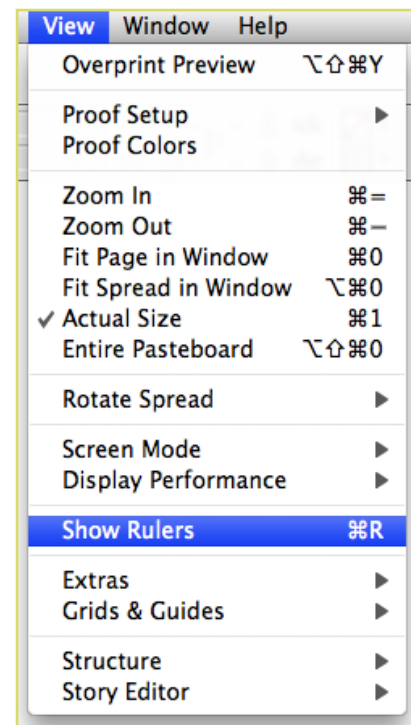 View Window Help
Overprint Preview ⌥⇧⌘Y
Proof Setup ▶
Proof Colors
Zoom In ⌘=
Zoom Out ⌘−
Fit Page in Window ⌘0
Fit Spread in Window ⌥⌘0
✓ Actual Size ⌘1
Entire Pasteboard ⌥⇧⌘0
Rotate Spread ▶
Screen Mode ▶
Display Performance ▶
Show Rulers ⌘R
Extras ▶
Grids & Guides ▶
Structure ▶
Story Editor ▶